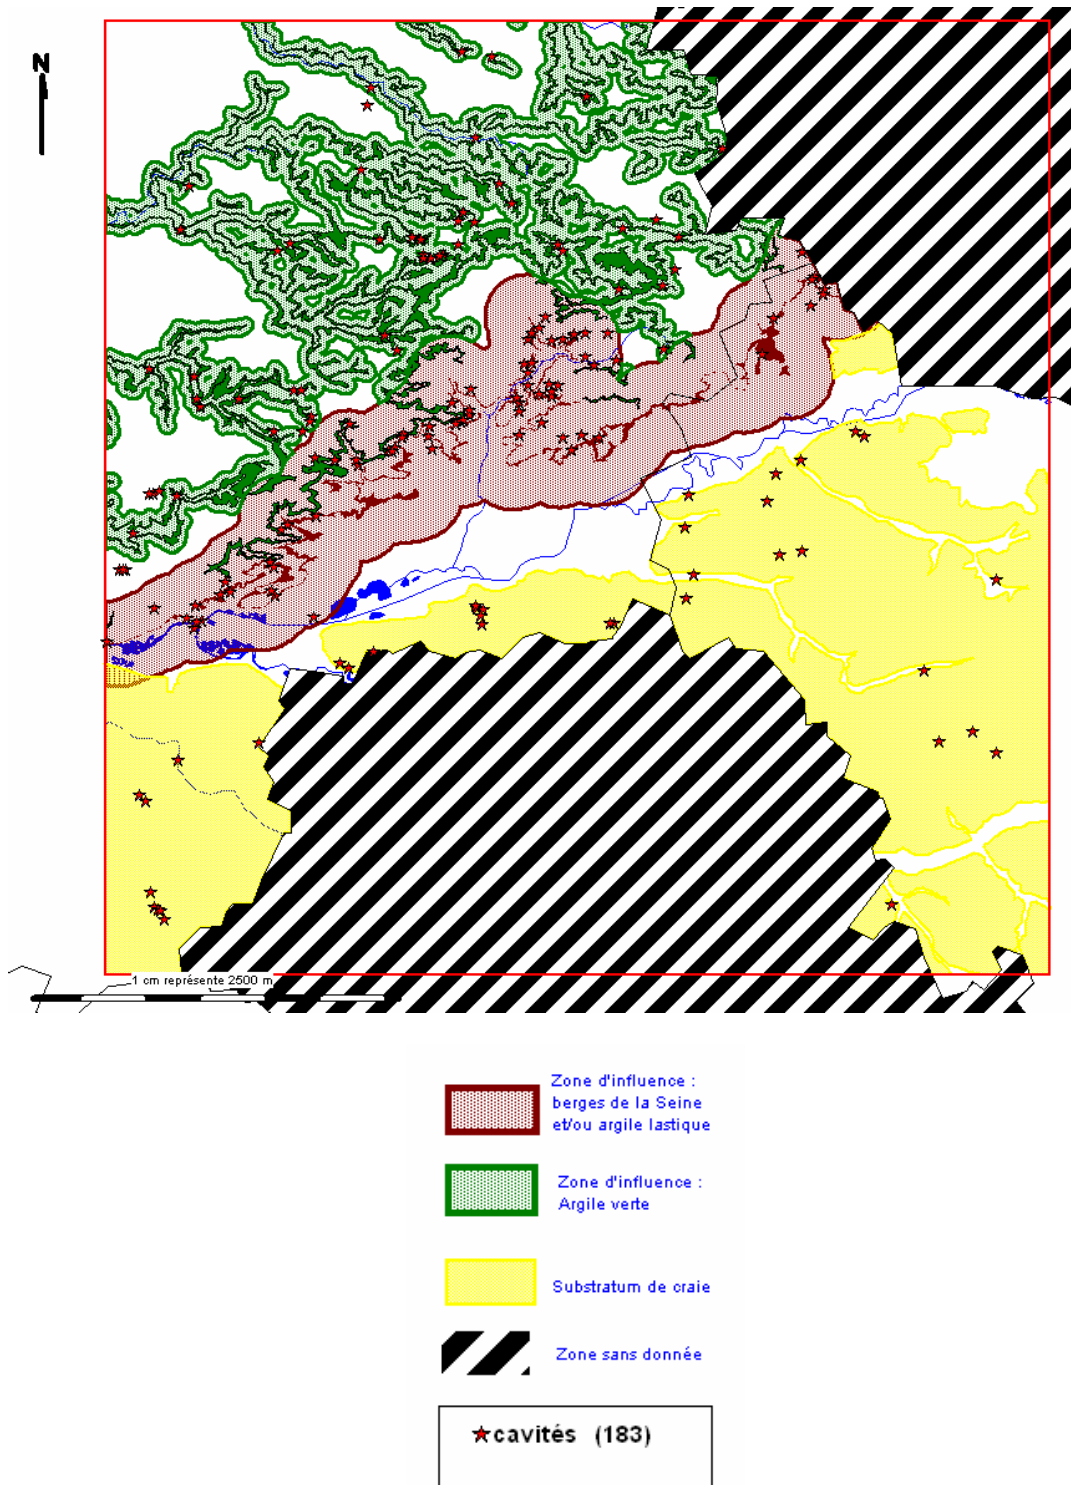 N
1 cm représente 2500 m
Zone d'influence :
berges de la Seine
et/ou argile lastique
Zone d'influence :
Argile verte
Substratum de craie
Zone sans donnée
cavités (183)